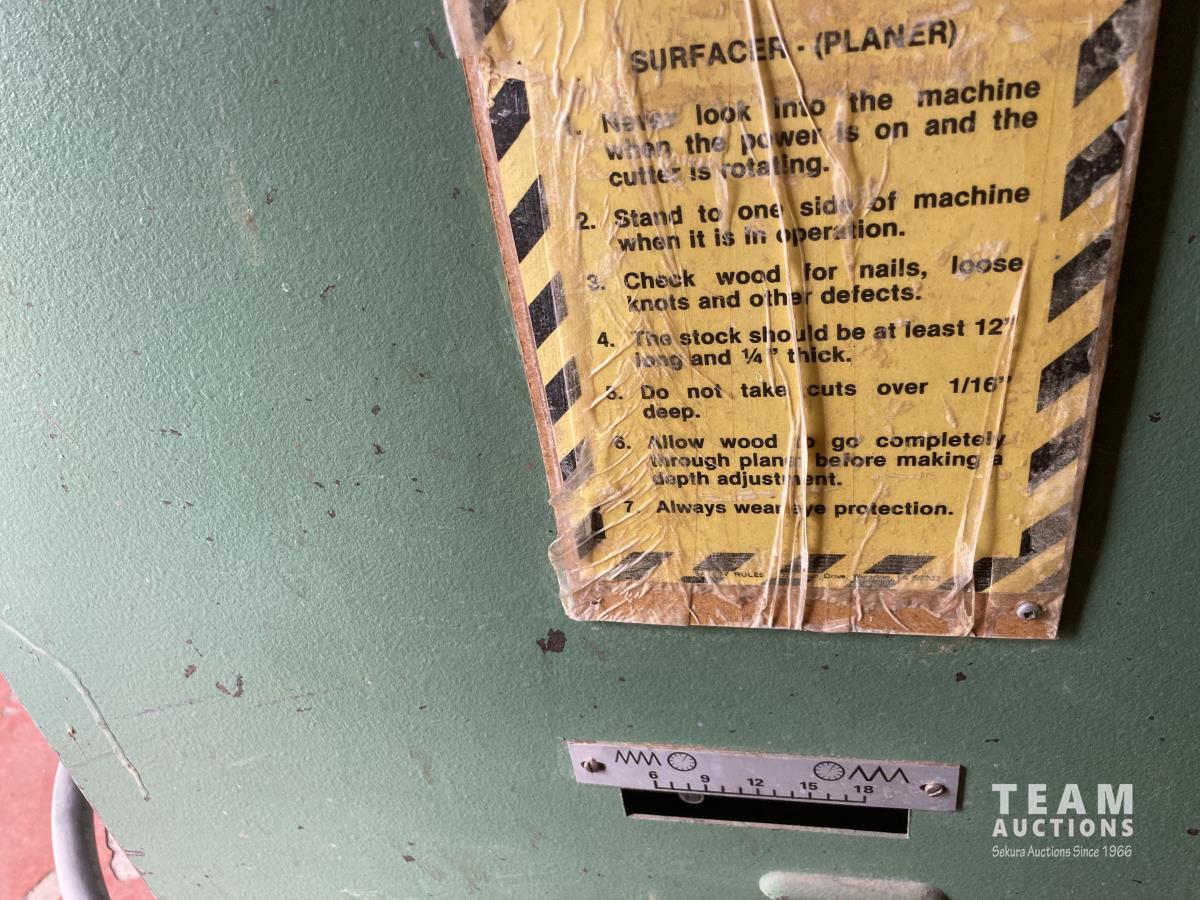 SURFACER - (PLANER)
1. Never look into the machine
when the power is on and the
cutter is rotating.
2. Stand to one side of machine
when it is in operation.
3. Check wood for nails, loose
knots and other defects.
4. The stock should be at least 12"
long and ¼" thick.
5. Do not take cuts over 1/16"
deep.
6. Allow wood to go completely
through planer before making a
depth adjustment.
7. Always wear eye protection.
RULES Drive,
6 9 12 15 18
TEAM
AUCTIONS
Sekura Auctions Since 1966